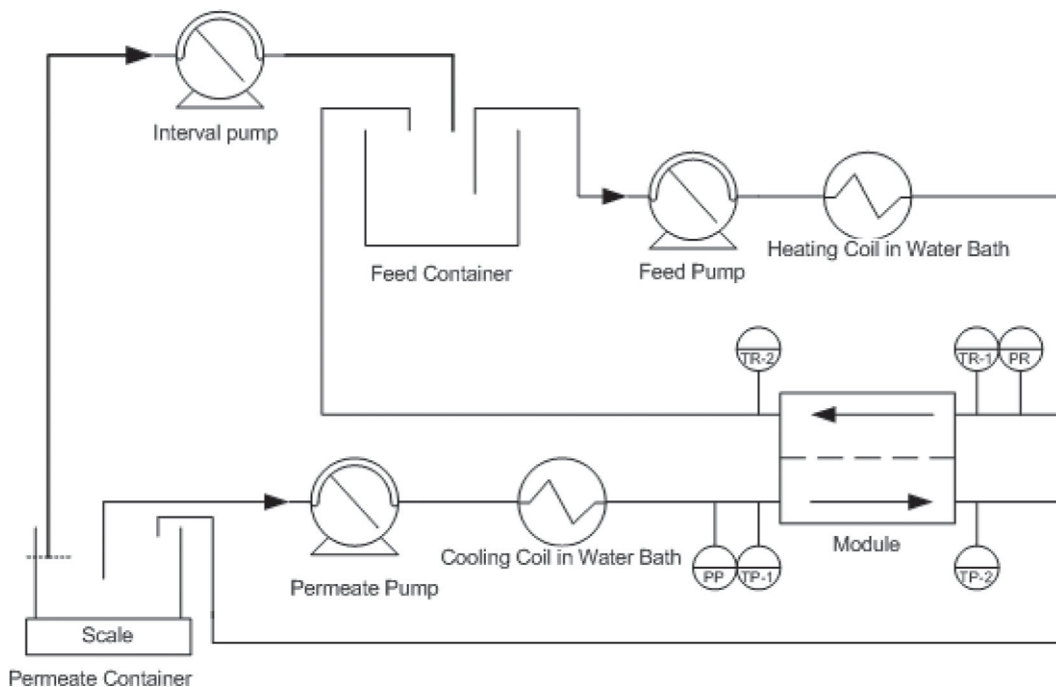 Interval pump
Feed Container
Feed Pump
Heating Coil in Water Bath
TR-2
TR-1
PR
Permeate Pump
Cooling Coil in Water Bath
PP
TP-1
Module
TP-2
Scale
Permeate Container